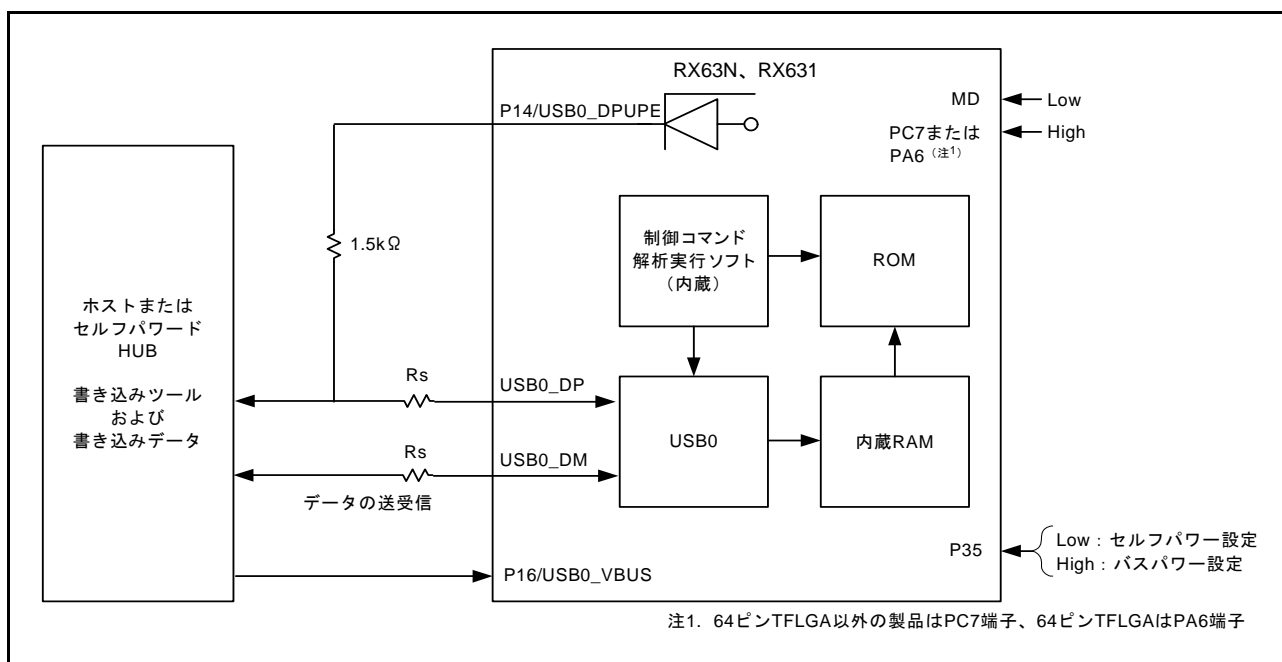 RX63N、RX631
P14/USB0_DPUPE
MD
Low
PC7または
PA6（注1）
High
1.5kΩ
制御コマンド
解析実行ソフト
（内蔵）
ROM
ホストまたは
セルフパワード
HUB
書き込みツール
および
書き込みデータ
Rs
USB0_DP
USB0
内蔵RAM
Rs
USB0_DM
データの送受信
P35
Low：セルフパワー設定
High：バスパワー設定
P16/USB0_VBUS
注1. 64ピンTFLGA以外の製品はPC7端子、64ピンTFLGAはPA6端子